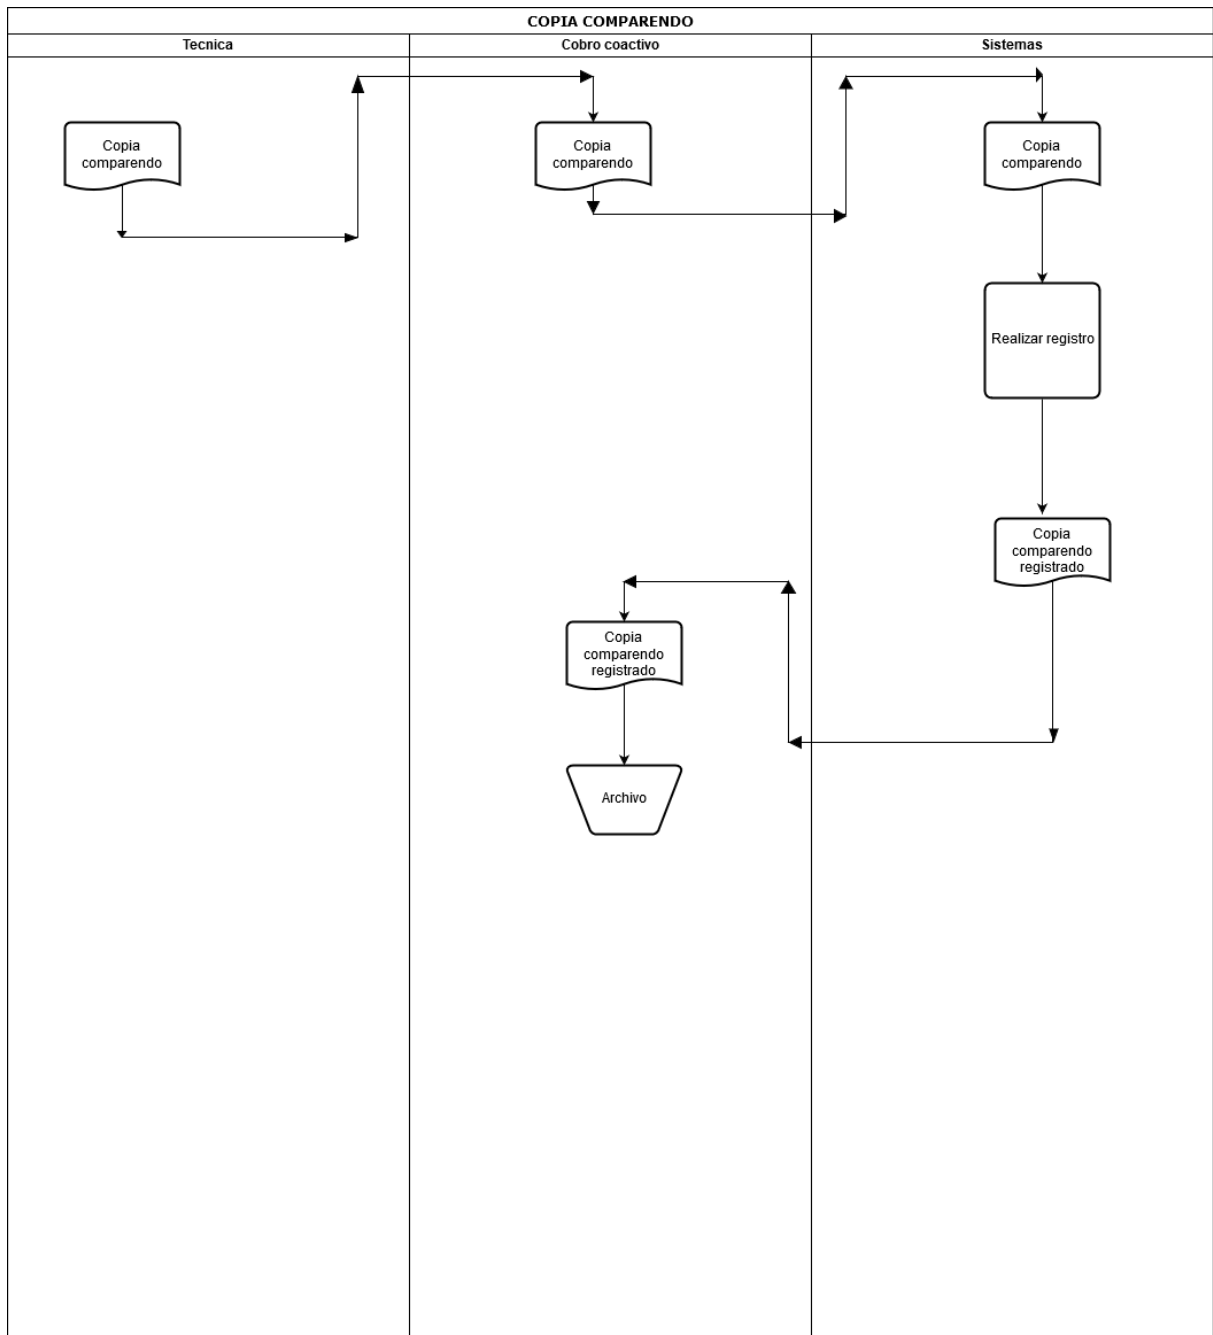 COPIA COMPARENDO
Tecnica
Cobro coactivo
Sistemas
Copia
comparendo
Copia
comparendo
Copia
comparendo
Realizar registro
Copia
comparendo
registrado
Copia
comparendo
registrado
Archivo